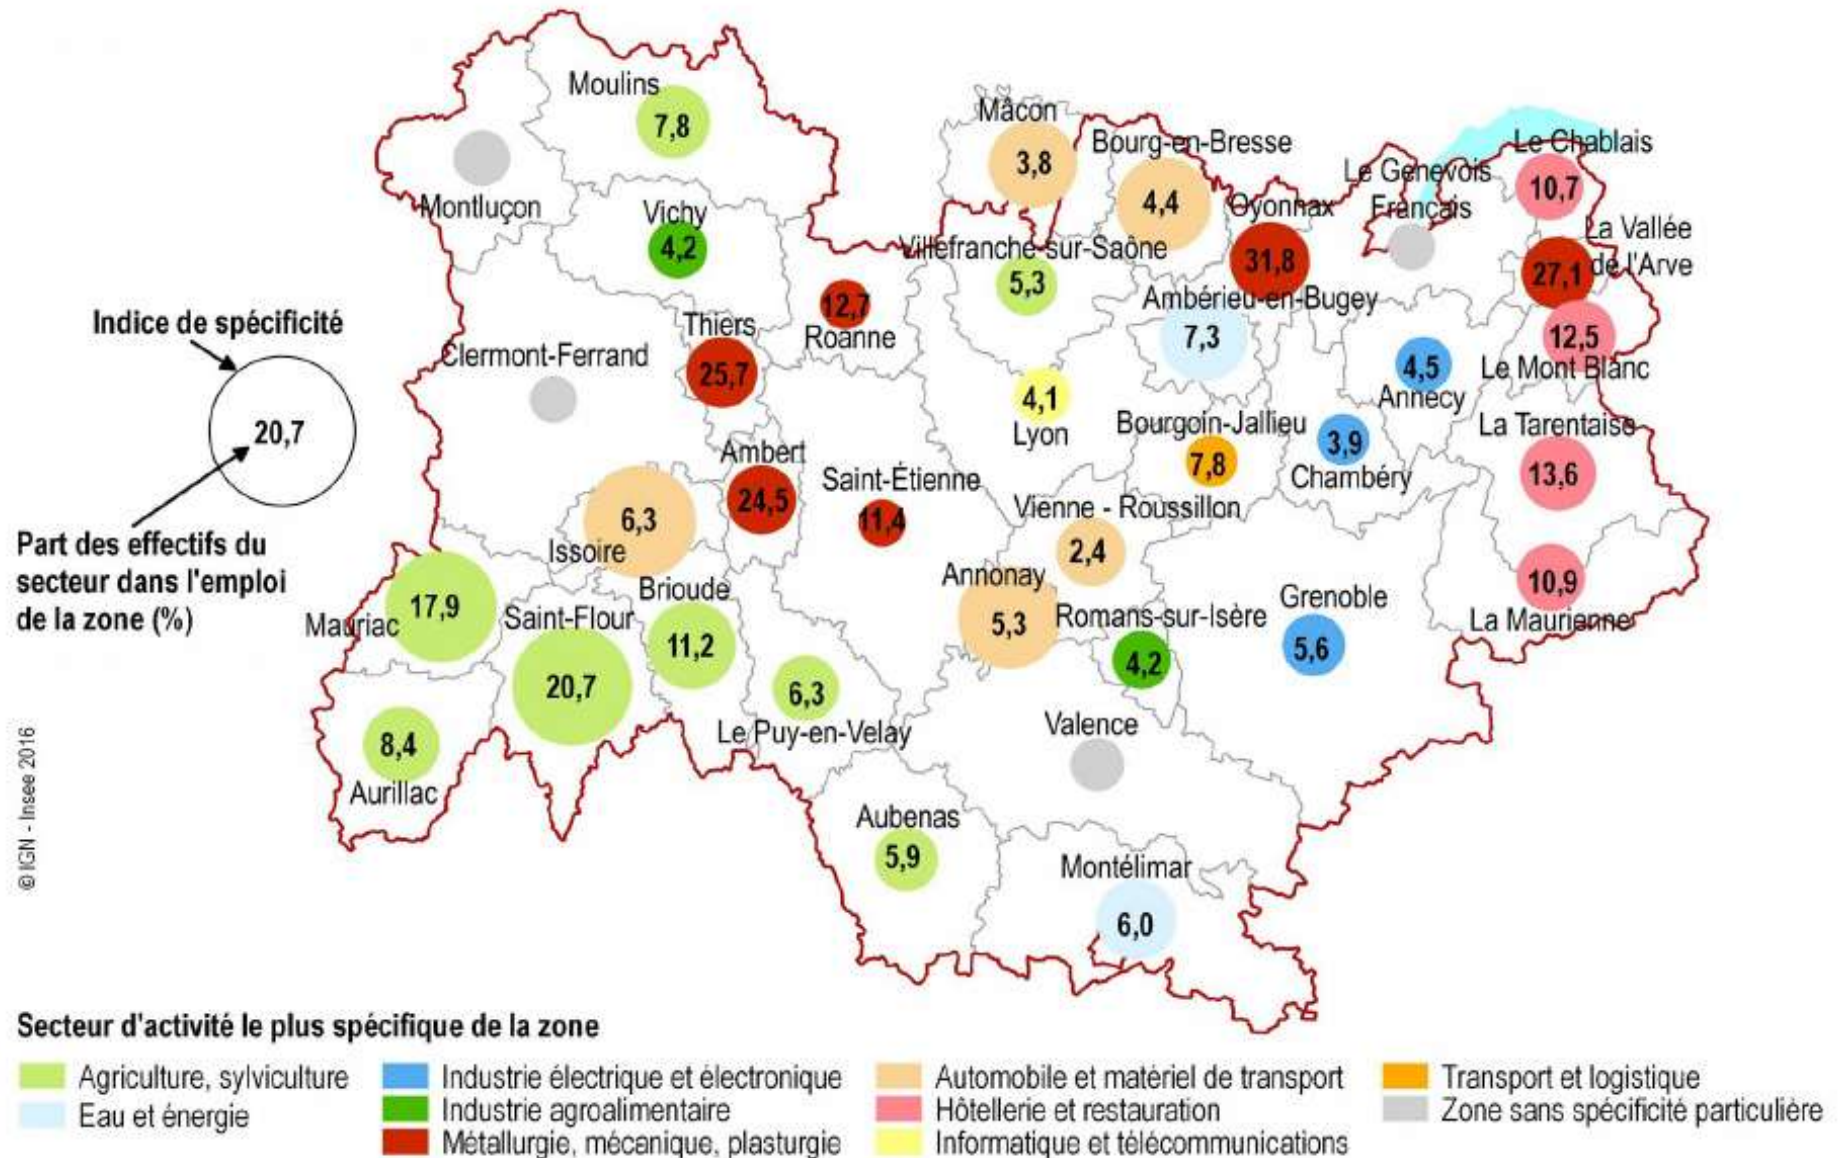 Moulins
7,8
Mâcon
3,8
Bourg-en-Bresse
4,4
Le Chablais
10,7
Le Genevois
Français
Montluçon
Vichy
4,2
Oyonnax
31,8
La Vallée
de l'Arve
27,1
Villefranche-sur-Saône
5,3
Ambérieu-en-Bugey
7,3
12,7
Roanne
Indice de spécificité
20,7
Part des effectifs du
secteur dans l'emploi
de la zone (%)
Thiers
25,7
Clermont-Ferrand
12,5
Le Mont Blanc
4,5
Annecy
4,1
Lyon
Bourgoin-Jallieu
7,8
3,9
Chambéry
La Tarentaise
13,6
Ambert
24,5
Saint-Étienne
11,4
6,3
Issoire
Vienne - Roussillon
2,4
Annonay
5,3
10,9
La Maurienne
Mauriac
17,9
Saint-Flour
20,7
Brioude
11,2
Romans-sur-Isère
4,2
Grenoble
5,6
6,3
Le Puy-en-Velay
8,4
Aurillac
Valence
Aubenas
5,9
Montélimar
6,0
© IGN - Insee 2016
Secteur d'activité le plus spécifique de la zone
Agriculture, sylviculture
Eau et énergie
Industrie électrique et électronique
Industrie agroalimentaire
Métallurgie, mécanique, plasturgie
Automobile et matériel de transport
Hôtellerie et restauration
Informatique et télécommunications
Transport et logistique
Zone sans spécificité particulière